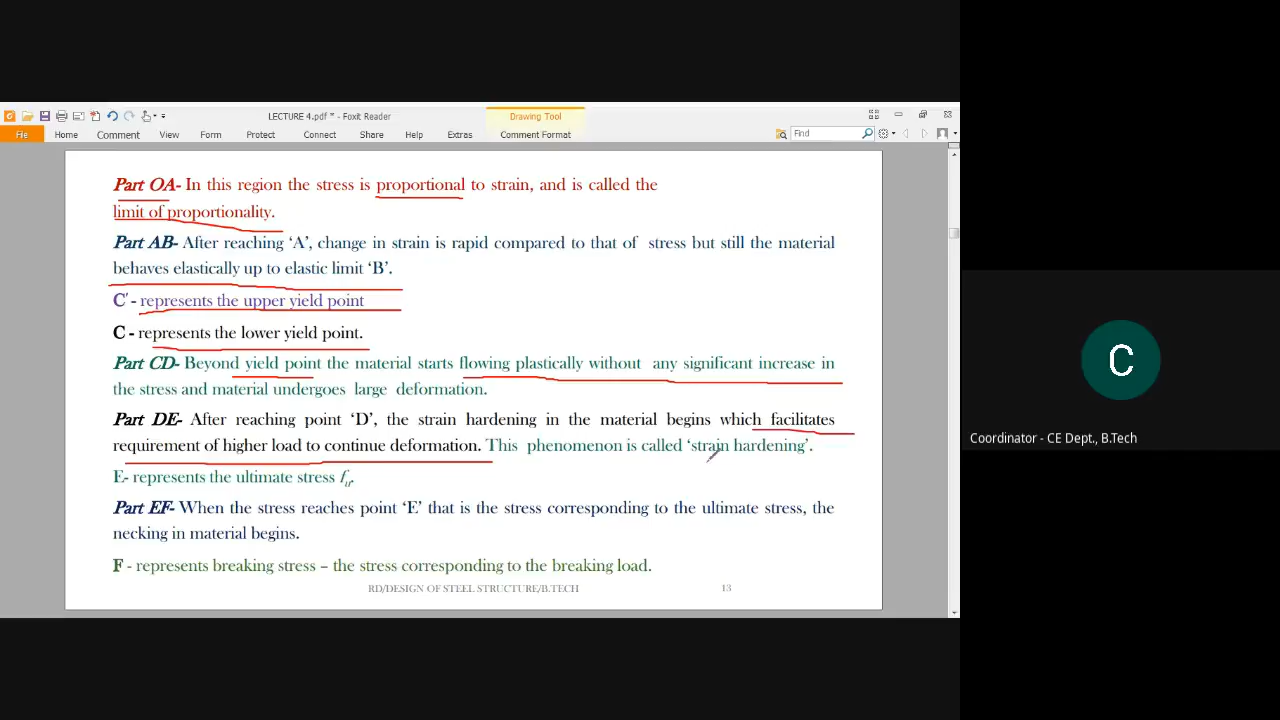 LECTURE 4.pdf * - Foxit Reader
Drawing Tool
File Home Comment View Form Protect Connect Share Help Extras Comment Format Find
Part OA- In this region the stress is proportional to strain, and is called the
limit of proportionality.
Part AB- After reaching ‘A’, change in strain is rapid compared to that of stress but still the material
behaves elastically up to elastic limit ‘B’.
C′ - represents the upper yield point
C - represents the lower yield point.
Part CD- Beyond yield point the material starts flowing plastically without any significant increase in
the stress and material undergoes large deformation.
Part DE- After reaching point ‘D’, the strain hardening in the material begins which facilitates
requirement of higher load to continue deformation. This phenomenon is called ‘strain hardening’.
E- represents the ultimate stress fu.
Part EF- When the stress reaches point ‘E’ that is the stress corresponding to the ultimate stress, the
necking in material begins.
F - represents breaking stress – the stress corresponding to the breaking load.
RD/DESIGN OF STEEL STRUCTURE/B.TECH 13
C
Coordinator - CE Dept., B.Tech